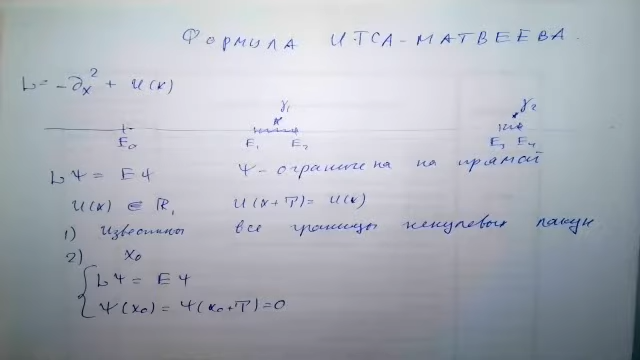 ФОРМУЛА ИТСА-МАТВЕЕВА.
L = -∂ₓ² + u(x)
γ₁ γ₂
E₀ E₁ E₂ E₃ E₄
LΨ = EΨ Ψ - ограничена на прямой
u(x) ∈ ℝ, u(x+T) = u(x)
1) Известны все границы ненулевых лакун
2) x₀
LΨ = EΨ
Ψ(x₀) = Ψ(x₀+T) = 0